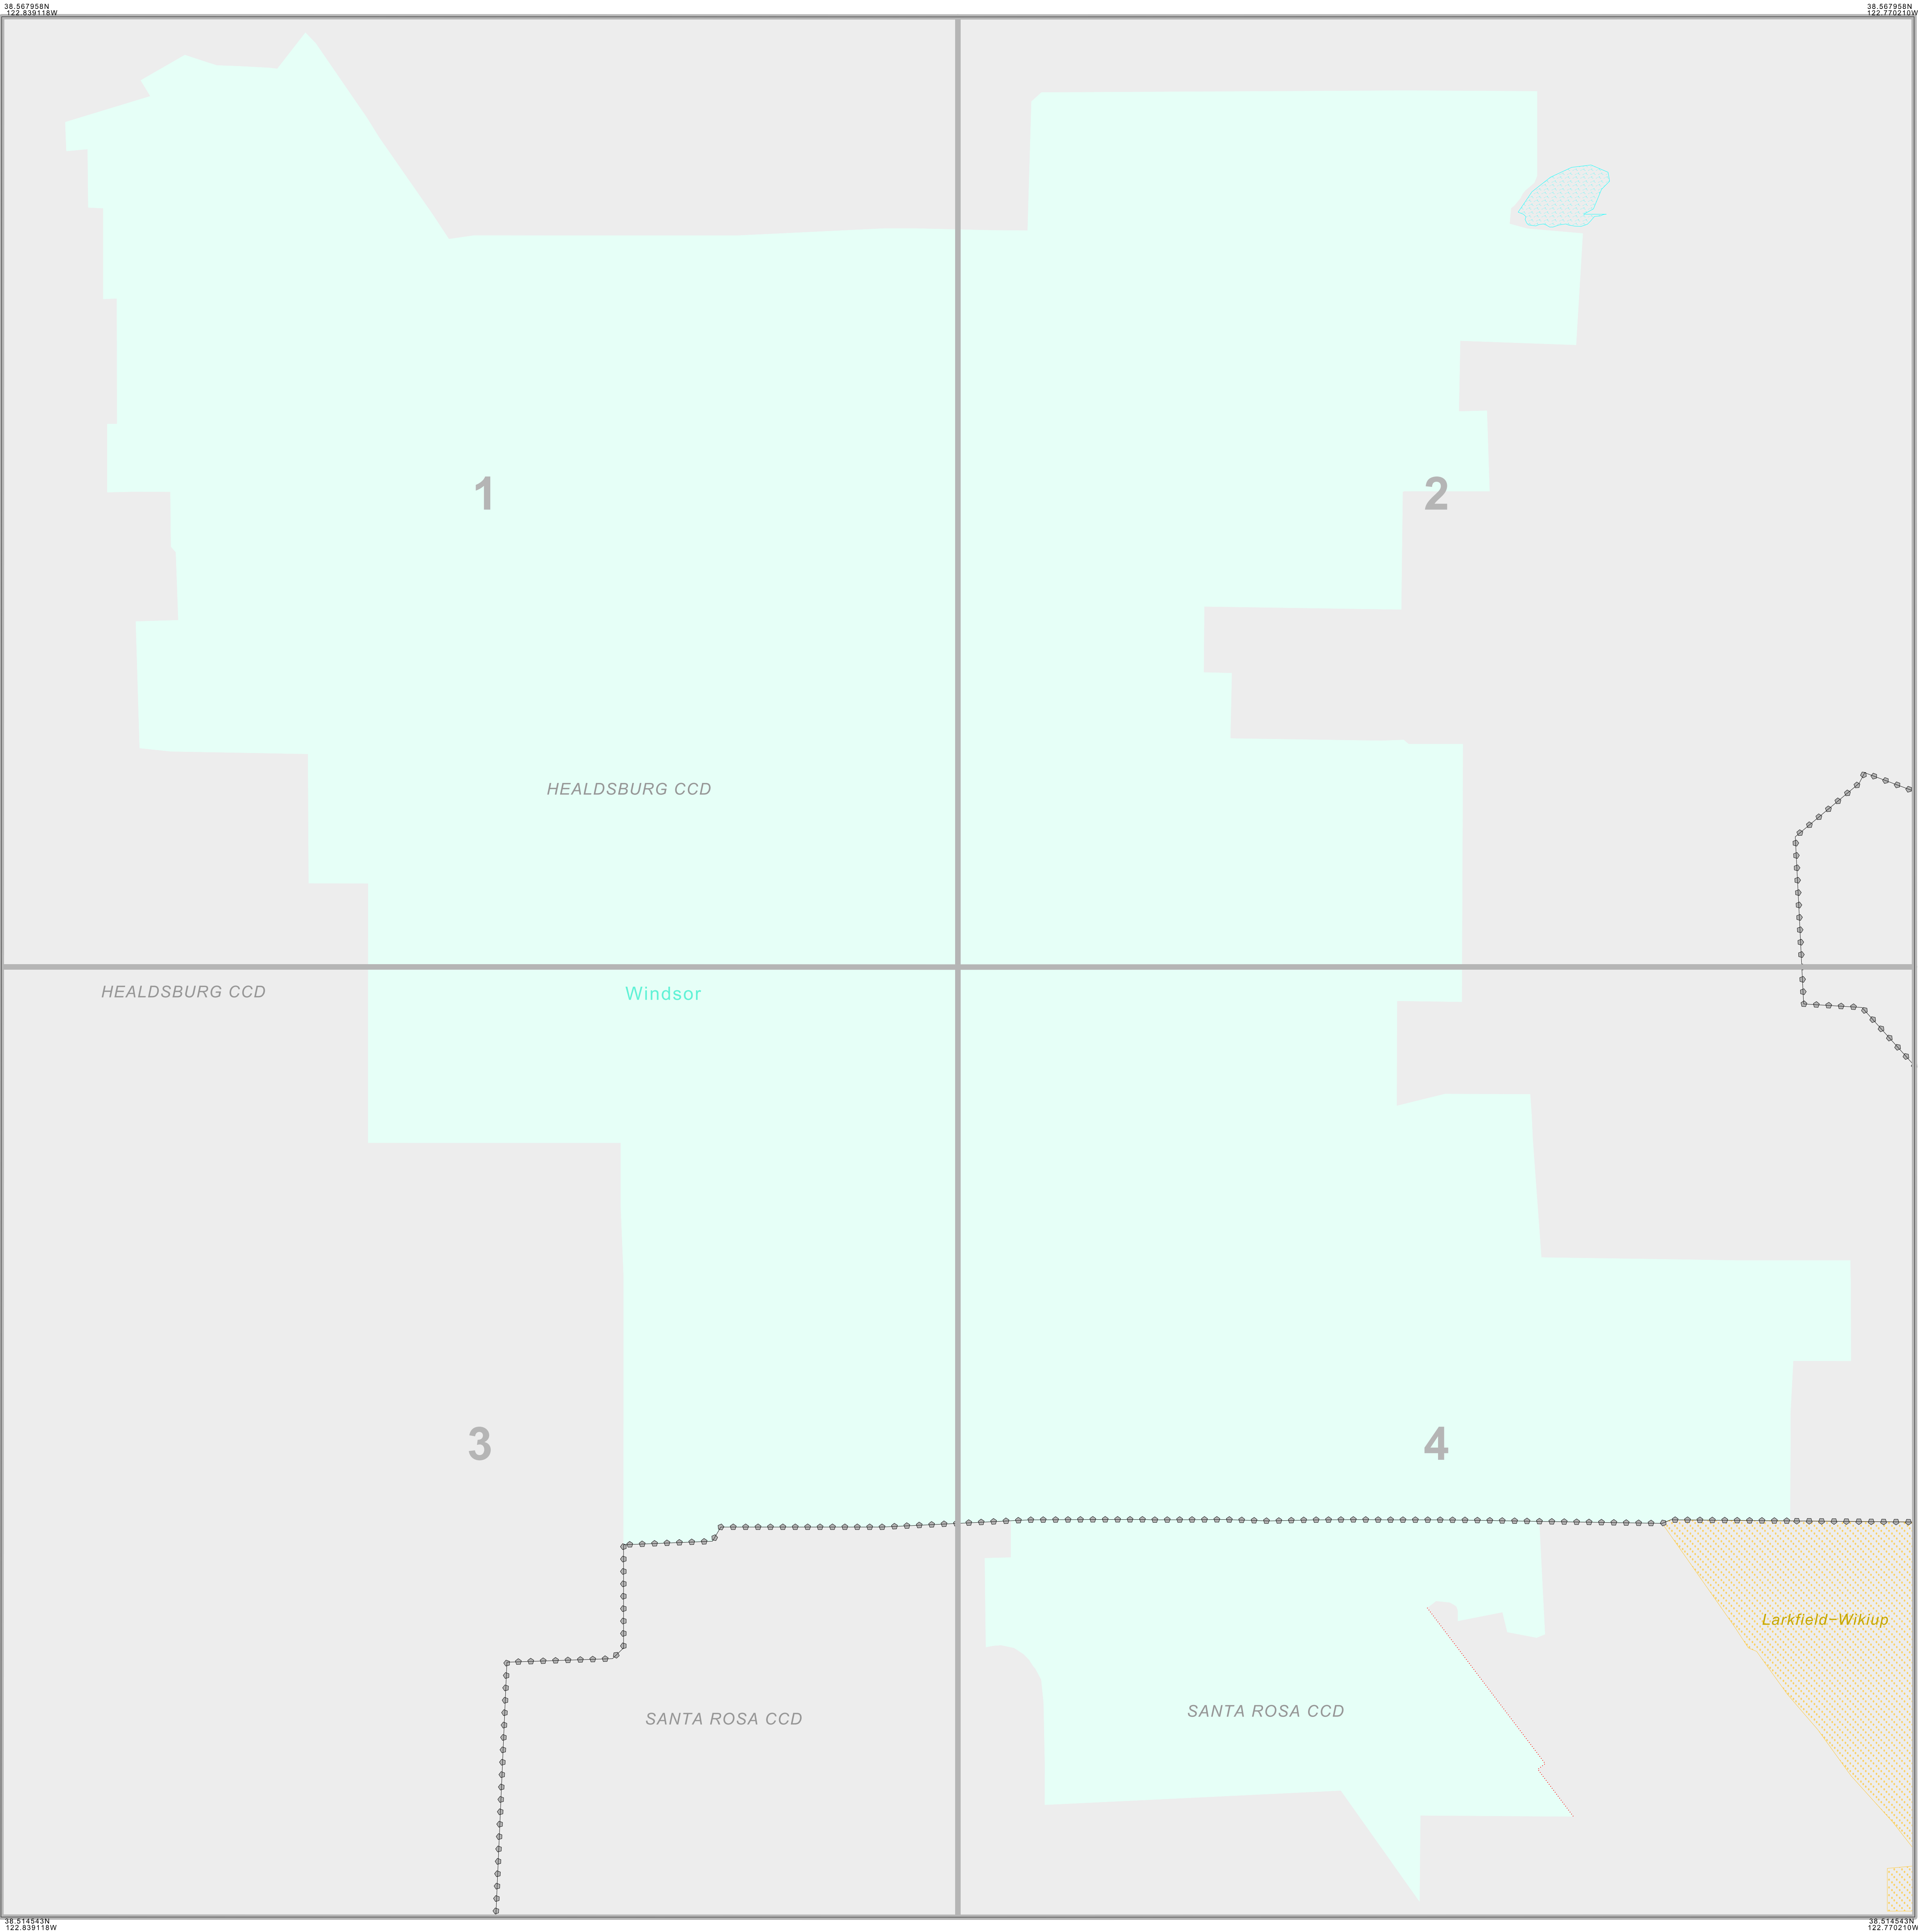 38.567958N
122.839118W
38.567958N
122.770210W
1
2
HEALDSBURG CCD
HEALDSBURG CCD
Windsor
3
4
Larkfield-Wikiup
SANTA ROSA CCD
SANTA ROSA CCD
38.514543N
122.839118W
38.514543N
122.770210W